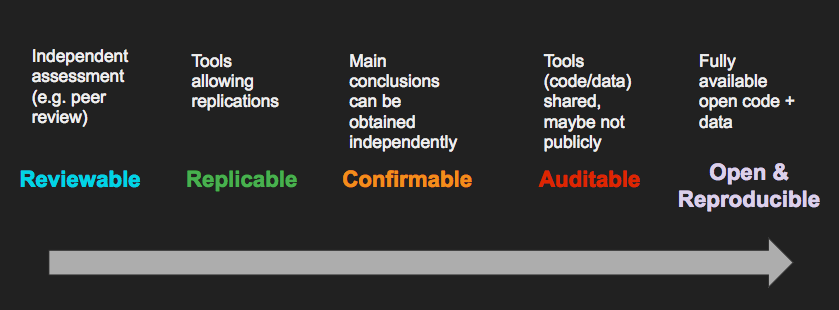 Independent
assessment
(e.g. peer
review)
Reviewable
Tools
allowing
replications
Replicable
Main
conclusions
can be
obtained
independently
Confirmable
Tools
(code/data)
shared,
maybe not
publicly
Auditable
Fully
available
open code +
data
Open &
Reproducible